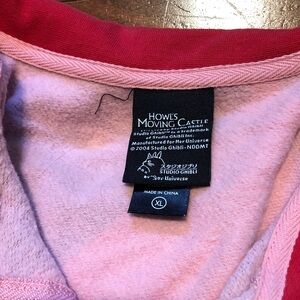 HOWL'S
MOVING CASTLE
Studio Ghibli
is a trademark
of Studio Ghibli Inc.
Manufactured for Her Universe
© 2004 Studio Ghibli - NDDMT
スタジオジブリ
STUDIO GHIBLI
Her Universe
MADE IN CHINA
XL